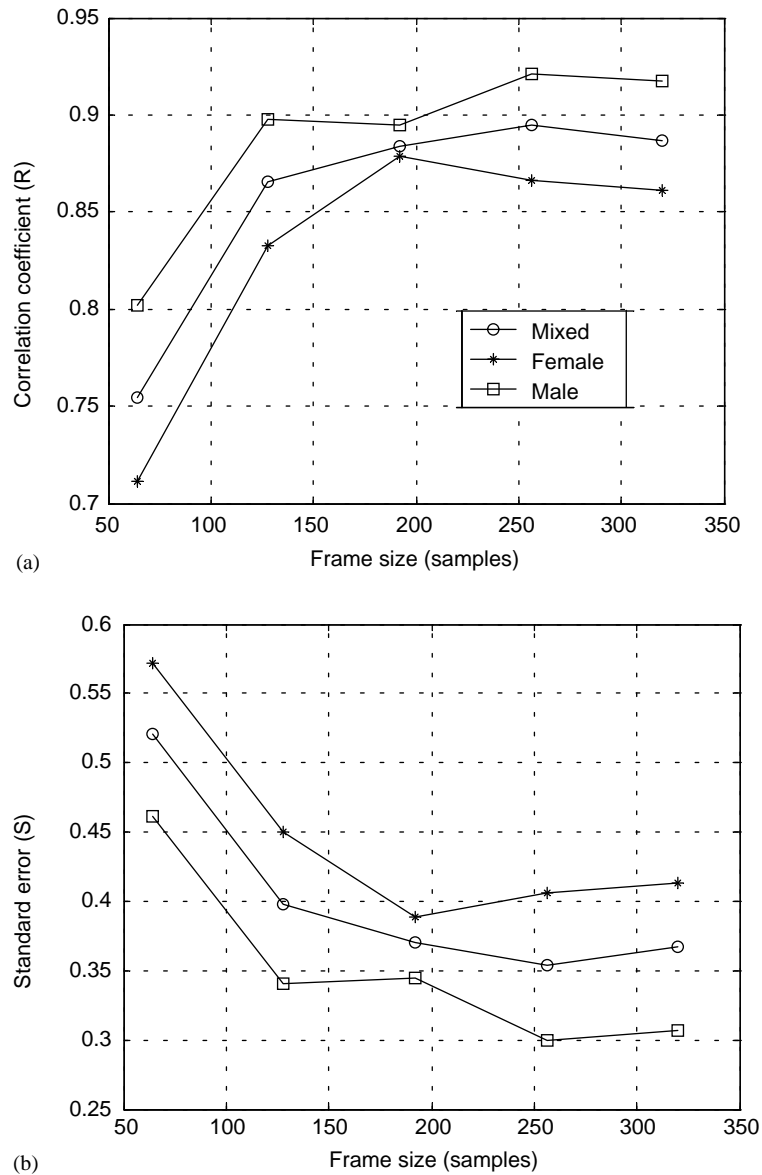 0.95
0.9
0.85
0.8
0.75
0.7
Correlation coefficient (R)
Mixed
Female
Male
50 100 150 200 250 300 350
Frame size (samples)
(a)
0.6
0.55
0.5
0.45
0.4
0.35
0.3
0.25
Standard error (S)
50 100 150 200 250 300 350
Frame size (samples)
(b)